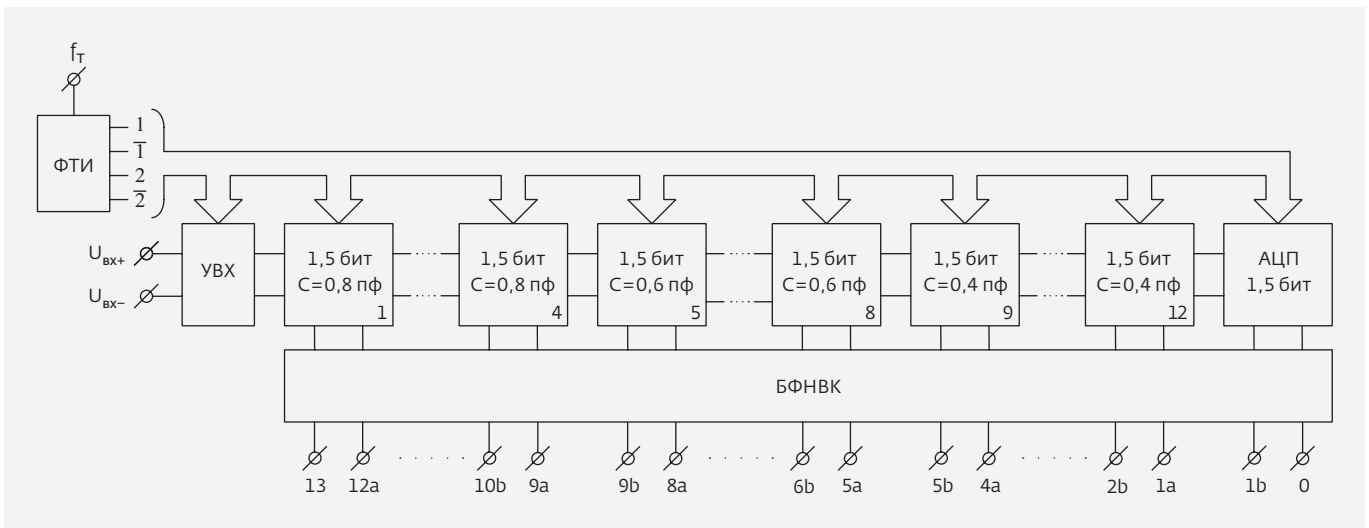 fт
ФТИ
1
1̅
2
2̅
Uвх+
Uвх−
УВХ
1,5 бит
C=0,8 пф
1
1,5 бит
C=0,8 пф
4
1,5 бит
C=0,6 пф
5
1,5 бит
C=0,6 пф
8
1,5 бит
C=0,4 пф
9
1,5 бит
C=0,4 пф
12
АЦП
1,5 бит
БФНВК
13 12a 10b 9a 9b 8a 6b 5a 5b 4a 2b 1a 1b 0